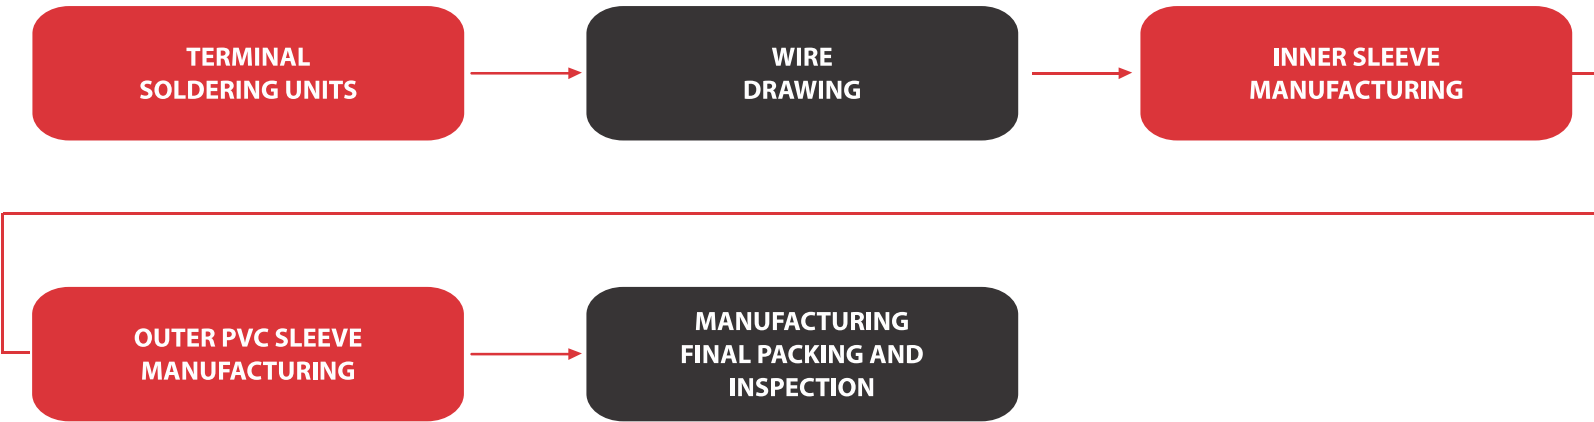 TERMINAL
SOLDERING UNITS
WIRE
DRAWING
INNER SLEEVE
MANUFACTURING
OUTER PVC SLEEVE
MANUFACTURING
MANUFACTURING
FINAL PACKING AND
INSPECTION